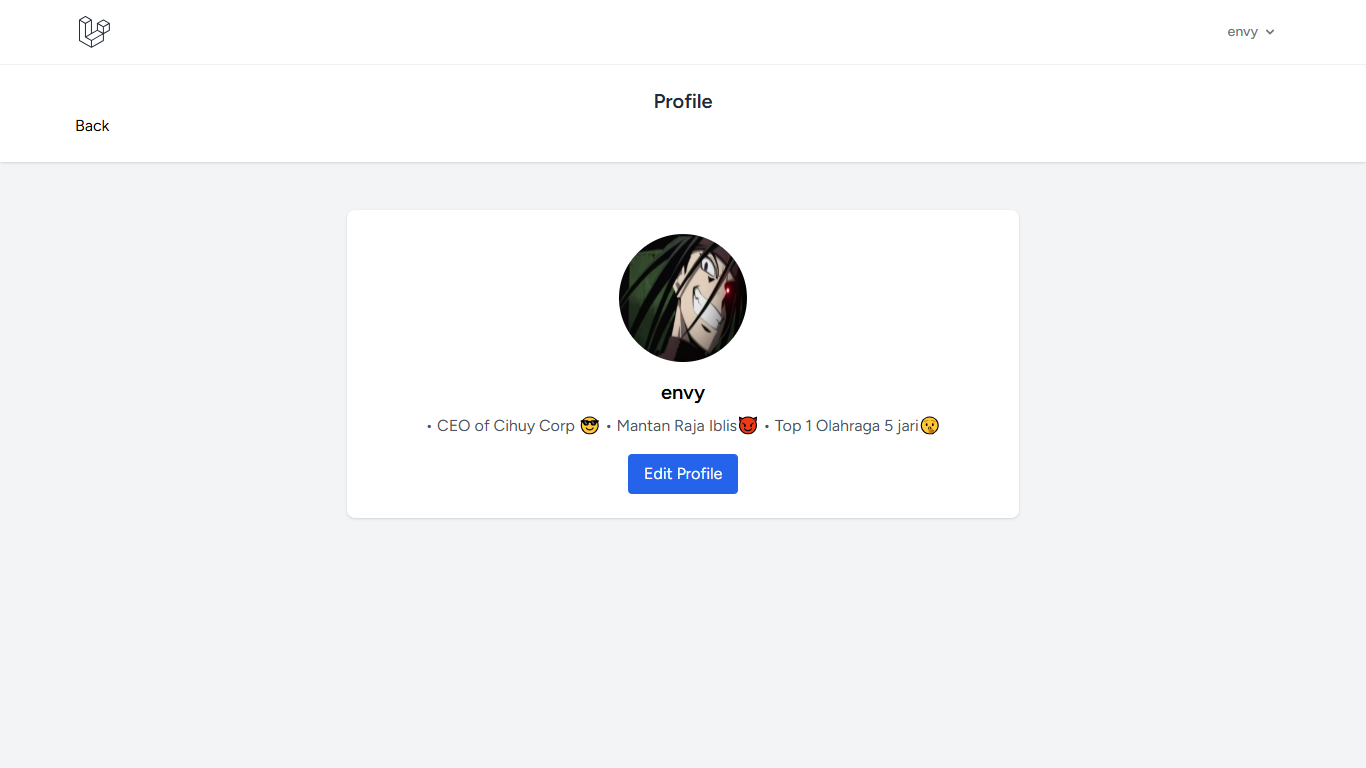 envy
Profile
Back
envy
• CEO of Cihuy Corp 😎 • Mantan Raja Iblis😈 • Top 1 Olahraga 5 jari🤫
Edit Profile